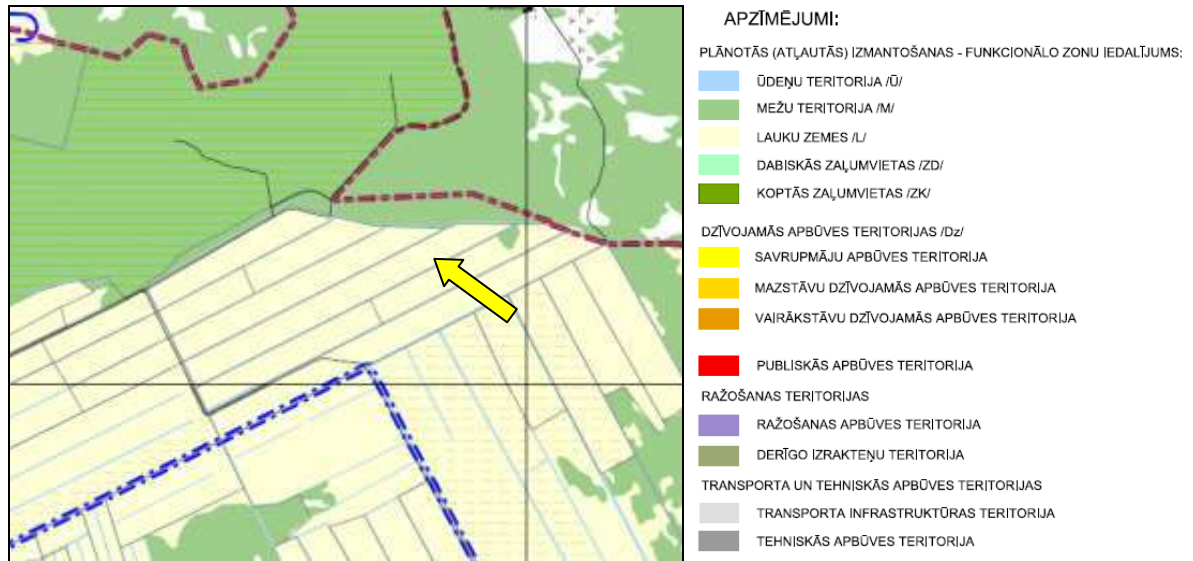 APZĪMĒJUMI:
PLĀNOTĀS (ATĻAUTĀS) IZMANTOŠANAS - FUNKCIONĀLO ZONU IEDALĪJUMS:
ŪDEŅU TERITORIJA /Ū/
MEŽU TERITORIJA /M/
LAUKU ZEMES /L/
DABISKĀS ZAĻUMVIETAS /ZD/
KOPTĀS ZAĻUMVIETAS /ZK/
DZĪVOJAMĀS APBŪVES TERITORIJAS /Dz/
SAVRUPMĀJU APBŪVES TERITORIJA
MAZSTĀVU DZĪVOJAMĀS APBŪVES TERITORIJA
VAIRĀKSTĀVU DZĪVOJAMĀS APBŪVES TERITORIJA
PUBLISKĀS APBŪVES TERITORIJA
RAŽOŠANAS TERITORIJAS
RAŽOŠANAS APBŪVES TERITORIJA
DERĪGO IZRAKTEŅU TERITORIJA
TRANSPORTA UN TEHNISKĀS APBŪVES TERITORIJAS
TRANSPORTA INFRASTRUKTŪRAS TERITORIJA
TEHNISKĀS APBŪVES TERITORIJA